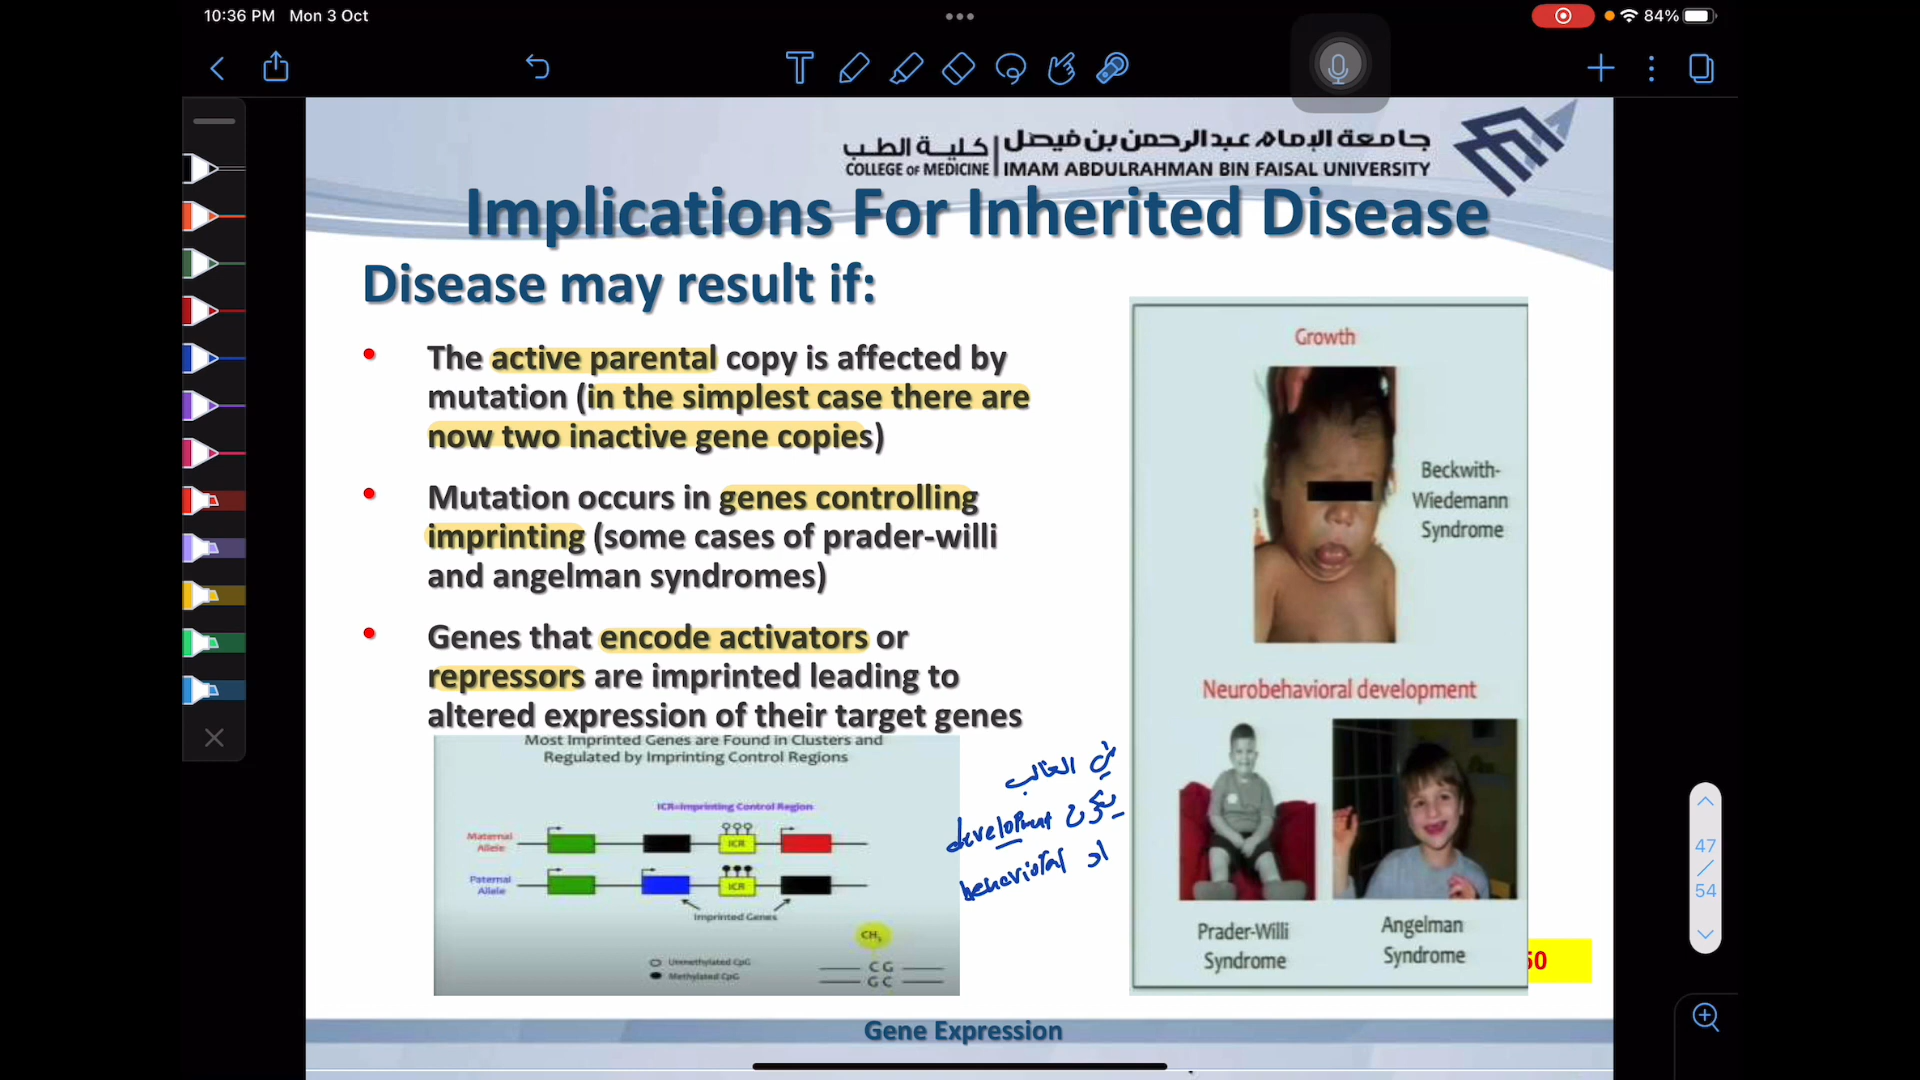 10:36 PM Mon 3 Oct
84%
جامعة الإمام عبدالرحمن بن فيصل | كلية الطب
COLLEGE OF MEDICINE | IMAM ABDULRAHMAN BIN FAISAL UNIVERSITY
Implications For Inherited Disease
Disease may result if:
• The active parental copy is affected by
mutation (in the simplest case there are
now two inactive gene copies)
• Mutation occurs in genes controlling
imprinting (some cases of prader-willi
and angelman syndromes)
• Genes that encode activators or
repressors are imprinted leading to
altered expression of their target genes
Most Imprinted Genes are Found in Clusters and
Regulated by Imprinting Control Regions
ICR=Imprinting Control Region
Maternal
Allele
ICR
Paternal
Allele
ICR
Imprinted Genes
CH3
Unmethylated CpG
Methylated CpG
CG
GC
في الغالب
يكون development
او behaviorial
Growth
Beckwith-
Wiedemann
Syndrome
Neurobehavioral development
Prader-Willi
Syndrome
Angelman
Syndrome
50
Gene Expression
47
/
54